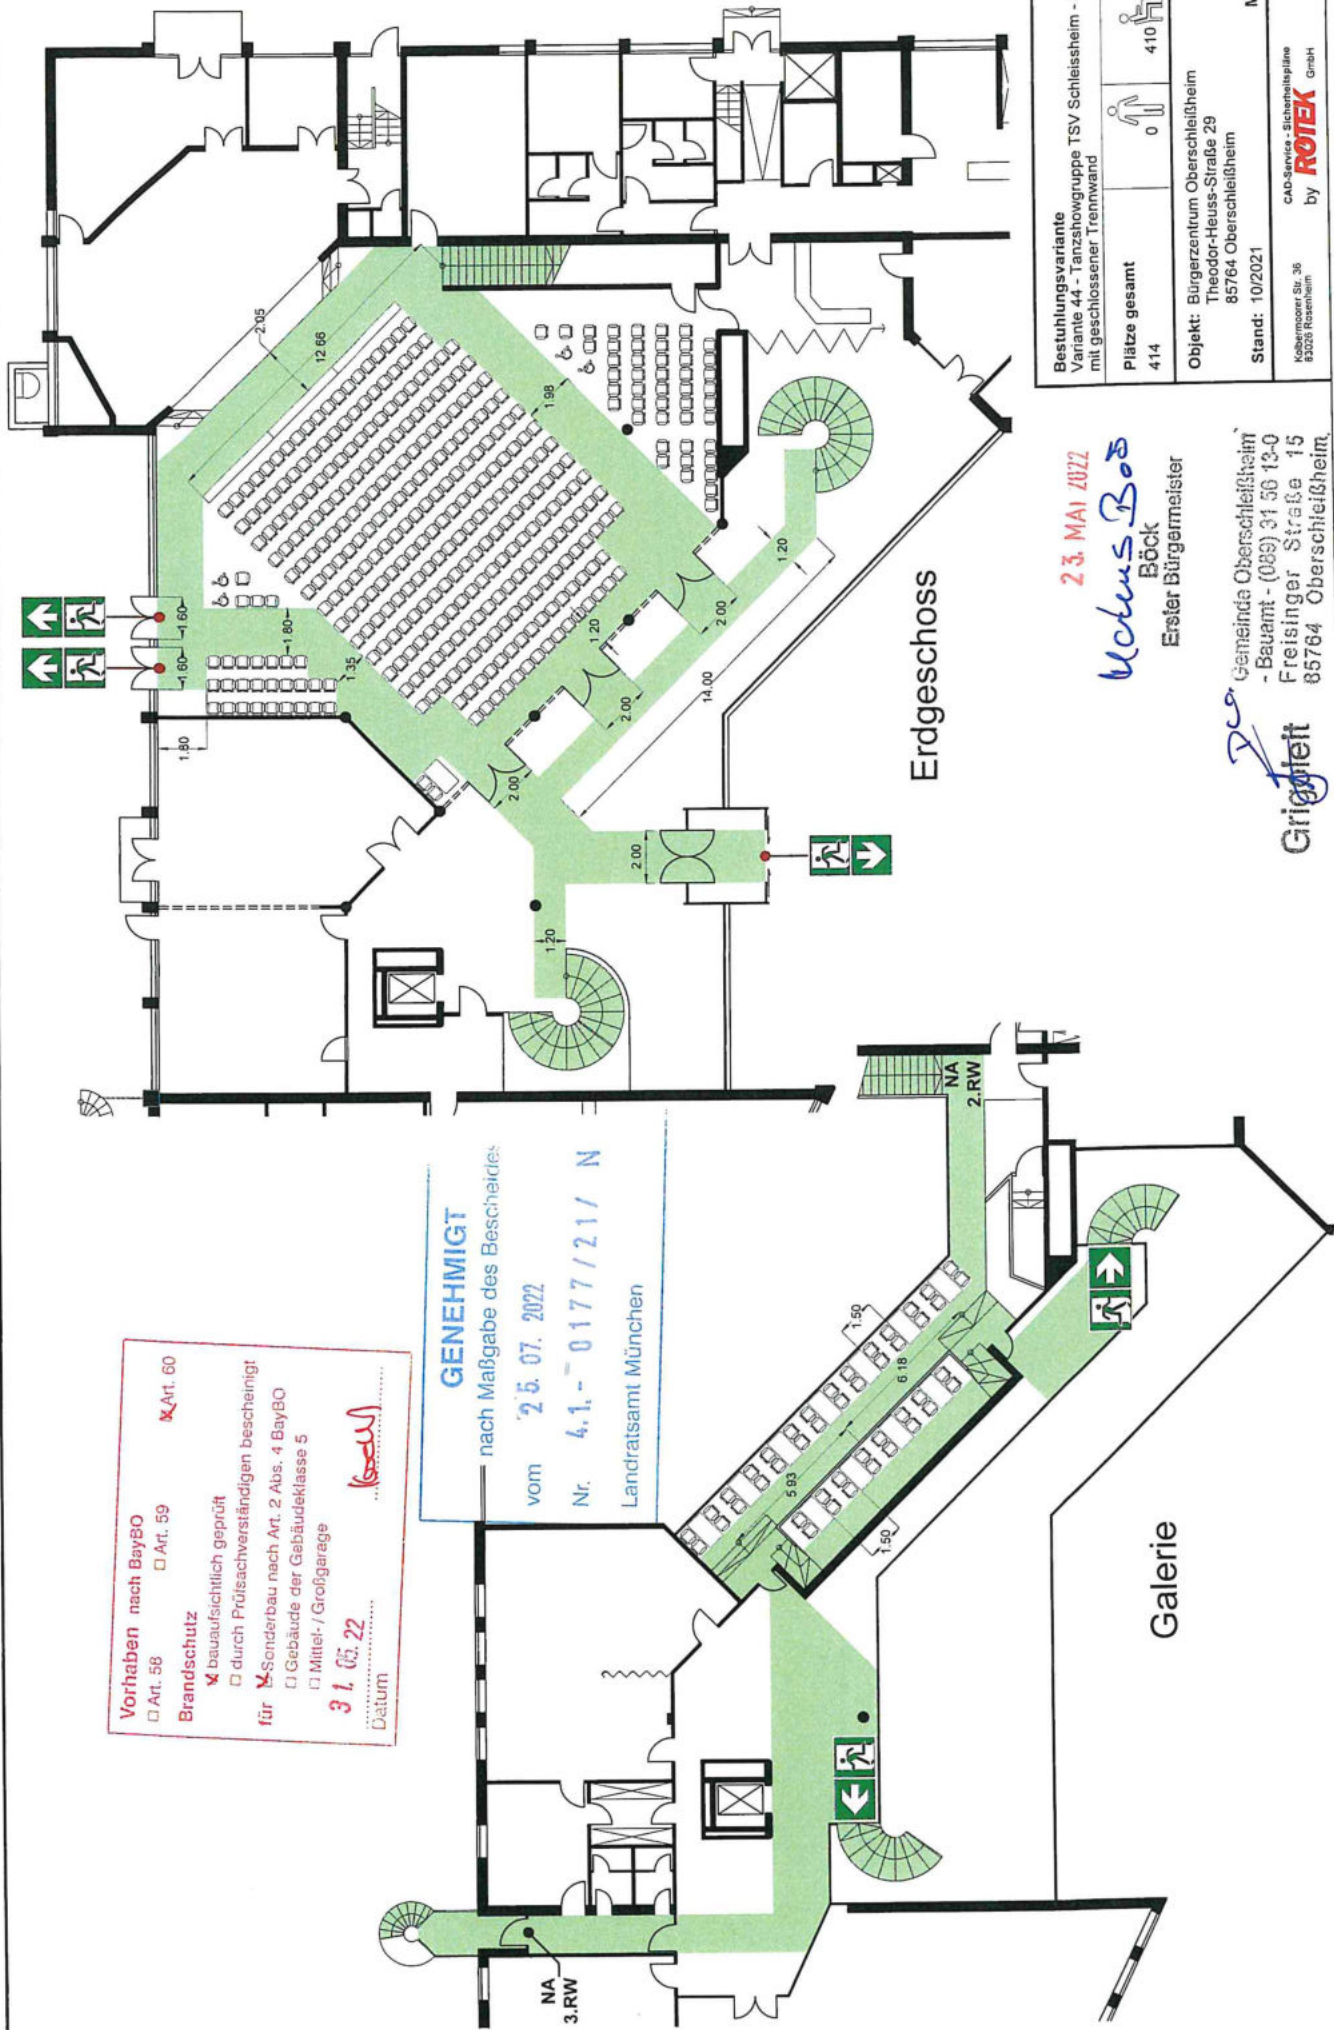 Vorhaben nach BayBO
☐ Art. 58 ☐ Art. 59 ☒ Art. 60
Brandschutz
☒ bauaufsichtlich geprüft
☐ durch Prüfsachverständigen bescheinigt
für ☒ Sonderbau nach Art. 2 Abs. 4 BayBO
☐ Gebäude der Gebäudeklasse 5
☐ Mittel- / Großgarage
31. 05. 22
Datum
GENEHMIGT
nach Maßgabe des Bescheides
vom 25. 07. 2022
Nr. 4.1.- 0177/21/ N
Landratsamt München
NA
3.RW
NA
2.RW
1.50
6.18
5.93
1.50
Galerie
1.60
1.60
1.80
1.80
1.35
2.05
12.66
1.98
1.20
2.00
2.00
2.00
14.00
1.20
2.00
1.20
Erdgeschoss
23. MAI 2022
Böck
Erster Bürgermeister
Gemeinde Oberschleißheim
- Bauamt - (089) 31 56 13-0
Freisinger Straße 15
85764 Oberschleißheim
Grigoleit
Bestuhlungsvariante
Variante 44 - Tanzshowgruppe TSV Schleissheim -
mit geschlossener Trennwand
Plätze gesamt
414
0
410
Objekt: Bürgerzentrum Oberschleißheim
Theodor-Heuss-Straße 29
85764 Oberschleißheim
Stand: 10/2021
M
Kolbermoorer Str. 36
83026 Rosenheim
CAD-Service - Sicherheitspläne
by ROTEK GmbH